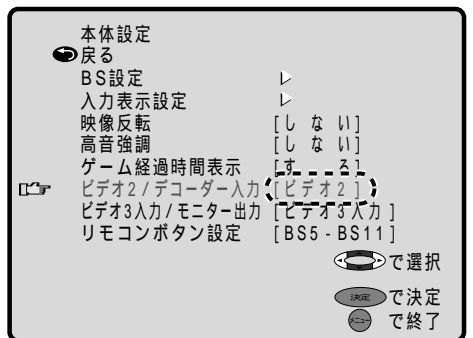 本体設定
戻る
BS設定
入力表示設定
映像反転 [しない]
高音強調 [しない]
ゲーム経過時間表示 [する]
ビデオ2/デコーダー入力 [ビデオ2]
ビデオ3入力/モニター出力 [ビデオ3入力]
リモコンボタン設定 [BS5-BS11]
で選択
決定 で決定
メニュー で終了